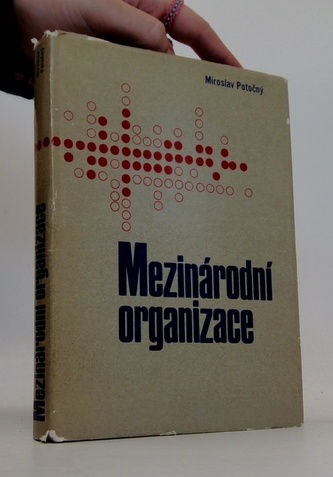 Miroslav Potočný
Mezinárodní
organizace
Mezinárodní organizace